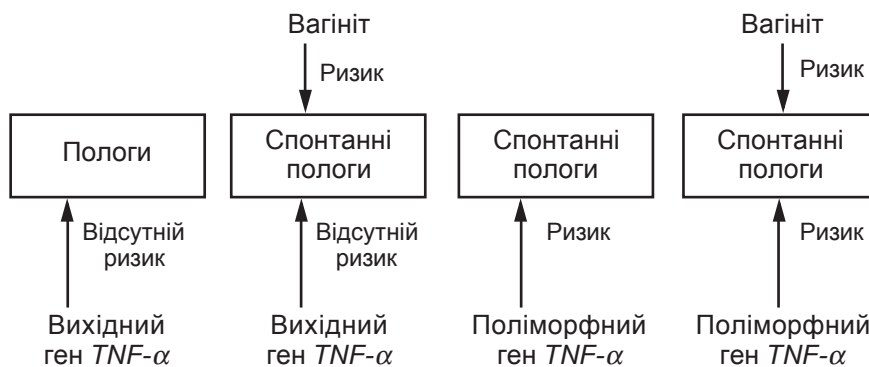 Вагініт
Вагініт
Ризик
Ризик
Пологи
Спонтанні
пологи
Спонтанні
пологи
Спонтанні
пологи
Відсутній
ризик
Відсутній
ризик
Ризик
Ризик
Вихідний
ген TNF-α
Вихідний
ген TNF-α
Поліморфний
ген TNF-α
Поліморфний
ген TNF-α